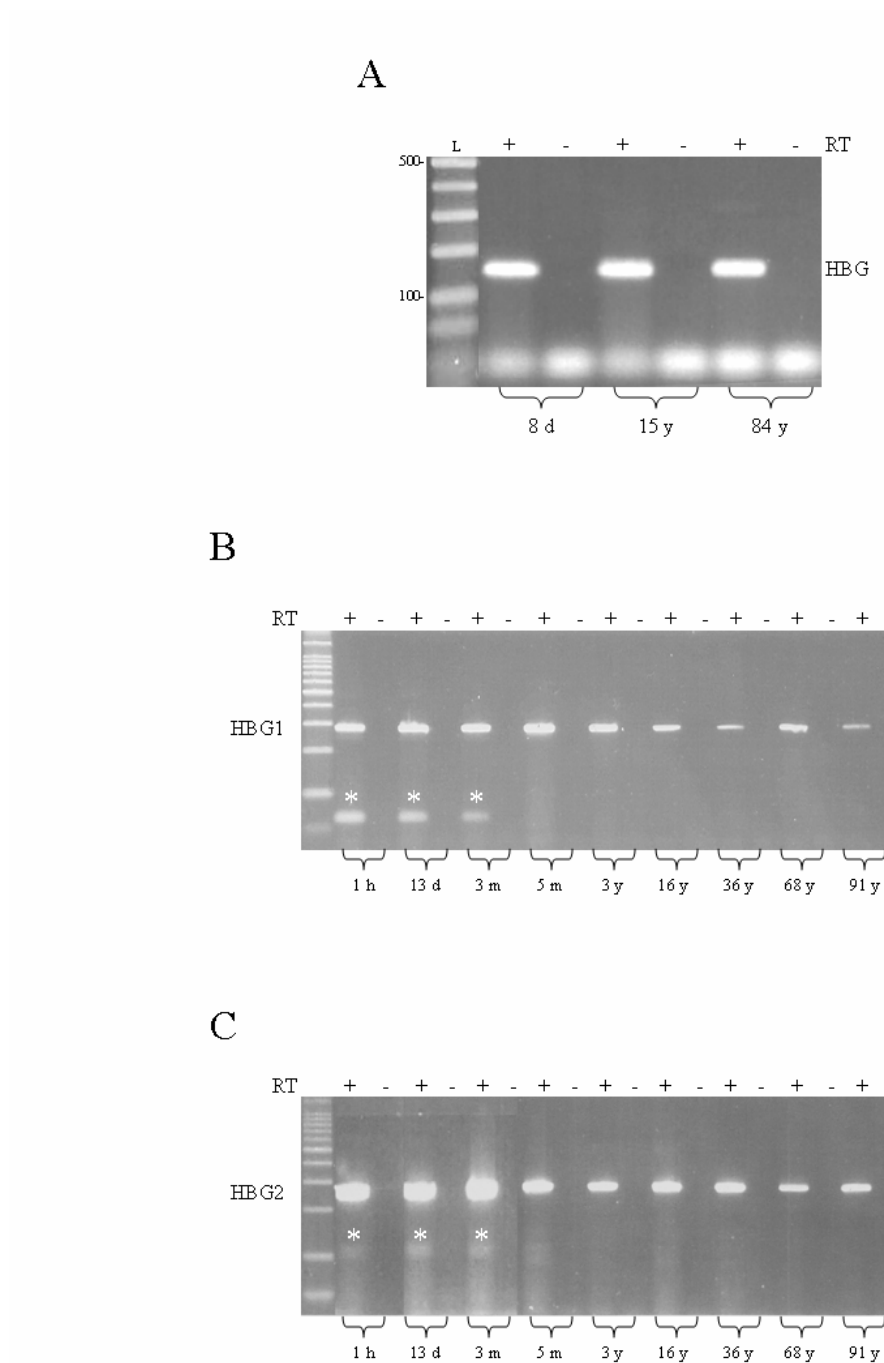 A
L + - + - + - RT
500-
HBG
100-
8 d 15 y 84 y
B
RT + - + - + - + - + - + - + - + - +
HBG1
* * *
1 h 13 d 3 m 5 m 3 y 16 y 36 y 68 y 91 y
C
RT + - + - + - + - + - + - + - + - +
HBG2
* * *
1 h 13 d 3 m 5 m 3 y 16 y 36 y 68 y 91 y